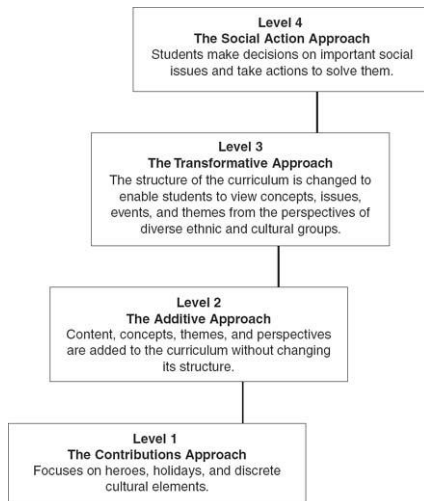 Level 4
The Social Action Approach
Students make decisions on important social
issues and take actions to solve them.
Level 3
The Transformative Approach
The structure of the curriculum is changed to
enable students to view concepts, issues,
events, and themes from the perspectives of
diverse ethnic and cultural groups.
Level 2
The Additive Approach
Content, concepts, themes, and perspectives
are added to the curriculum without changing
its structure.
Level 1
The Contributions Approach
Focuses on heroes, holidays, and discrete
cultural elements.